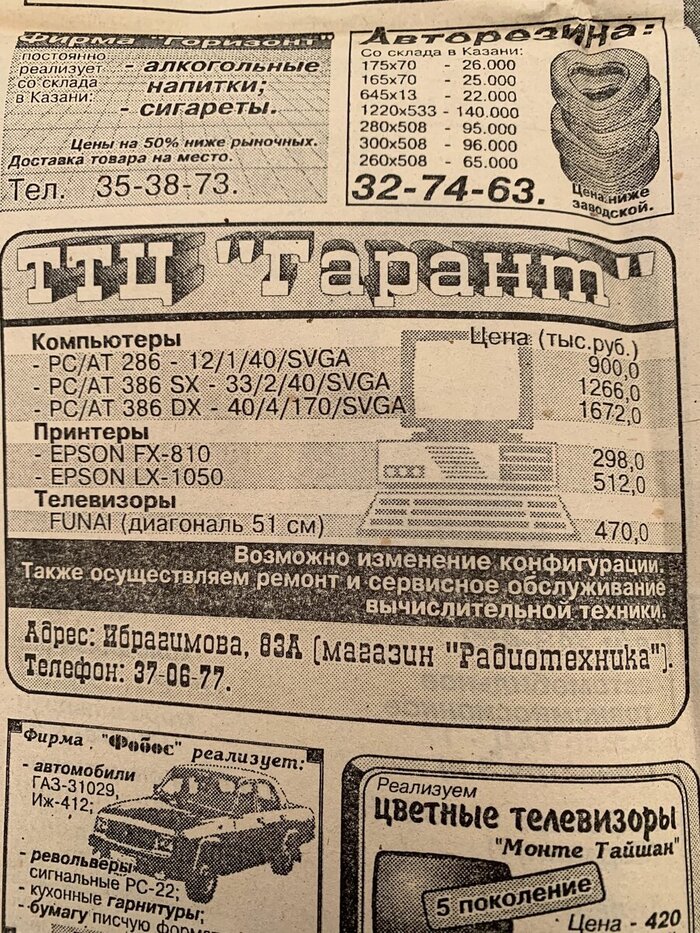 Фирма "Горизонт"
постоянно
реализует
со склада
в Казани:
- алкогольные
напитки;
- сигареты.
Цены на 50% ниже рыночных.
Доставка товара на место.
Тел. 35-38-73.
Авторезина:
Со склада в Казани:
175x70 - 26.000
165x70 - 25.000
645x13 - 22.000
1220x533 - 140.000
280x508 - 95.000
300x508 - 96.000
260x508 - 65.000
32-74-63.
Цена ниже
заводской.
ТТЦ "Гарант"
Компьютеры Цена (тыс.руб.)
- PC/AT 286 - 12/1/40/SVGA 900,0
- PC/AT 386 SX - 33/2/40/SVGA 1266,0
- PC/AT 386 DX - 40/4/170/SVGA 1672,0
Принтеры
- EPSON FX-810 298,0
- EPSON LX-1050 512,0
Телевизоры
FUNAI (диагональ 51 см) 470,0
Возможно изменение конфигурации.
Также осуществляем ремонт и сервисное обслуживание
вычислительной техники.
Адрес: Ибрагимова, 83А (магазин "Радиотехника").
Телефон: 37-06-77.
Фирма "Фобос" реализует:
- автомобили
ГАЗ-31029,
Иж-412;
- револьверы
сигнальные РС-22;
- кухонные гарнитуры;
- бумагу писчую
Реализуем
цветные телевизоры
"Монте Тайшан"
5 поколение
Цена - 420